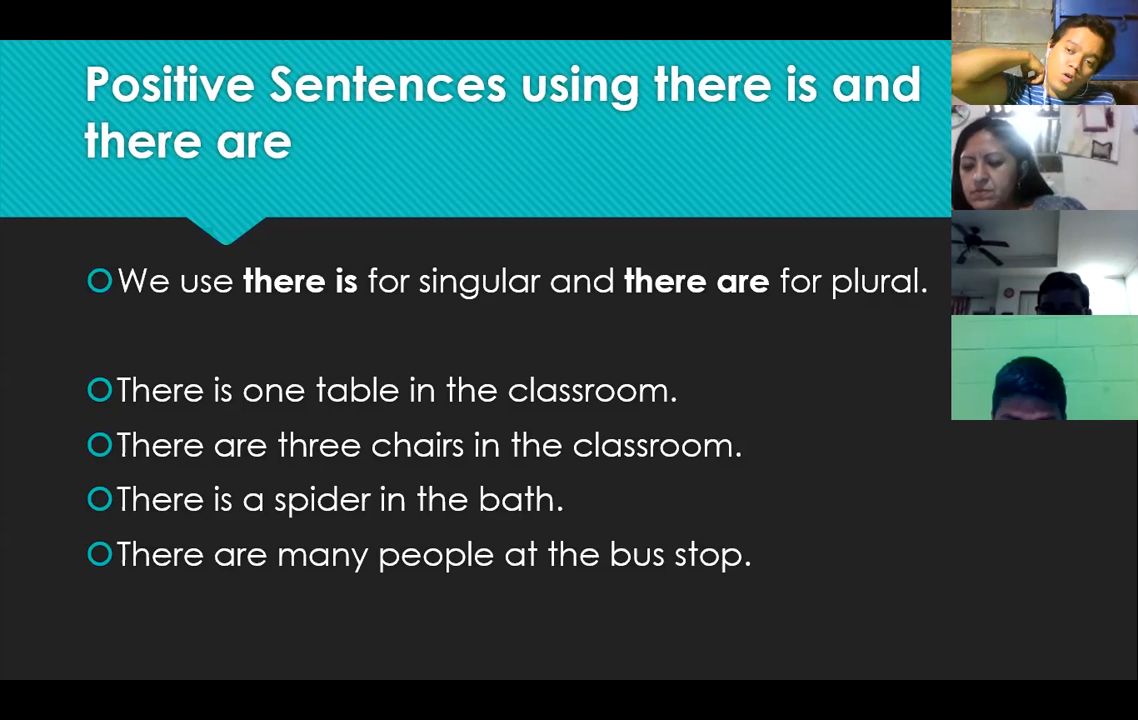 Positive Sentences using there is and
there are
We use there is for singular and there are for plural.
There is one table in the classroom.
There are three chairs in the classroom.
There is a spider in the bath.
There are many people at the bus stop.